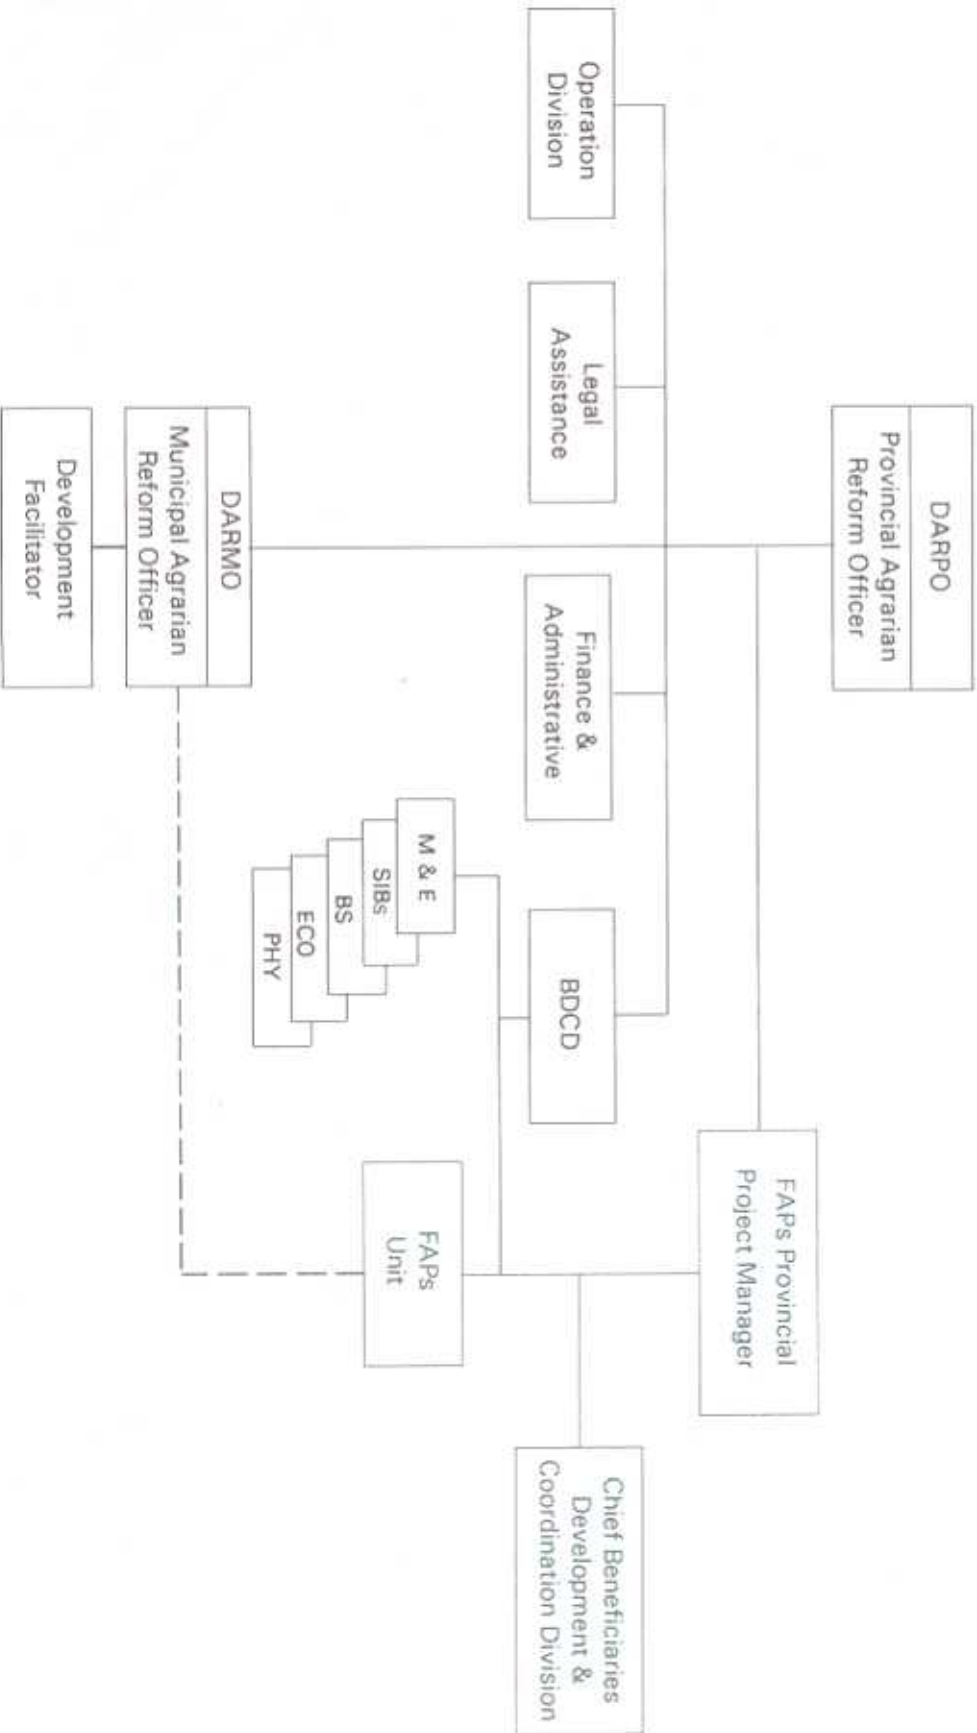 DARPO
Provincial Agrarian
Reform Officer
FAPs Provincial
Project Manager
Operation
Division
Legal
Assistance
Finance &
Administrative
BDCD
Chief Beneficiaries
Development &
Coordination Division
M & E
SIBs
BS
ECO
PHY
FAPs
Unit
DARMO
Municipal Agrarian
Reform Officer
Development
Facilitator